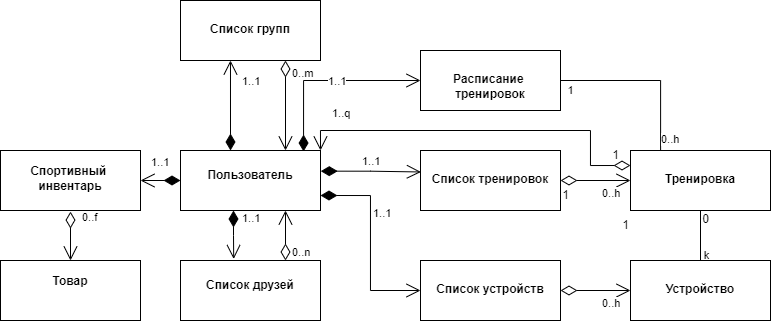 Список групп
1..1
0..m
1..1
Расписание
тренировок
1
1..q
0..h
Спортивный
инвентарь
1..1
Пользователь
1..1
Список тренировок
1
1
0..h
Тренировка
0..f
1..1
0..n
1..1
1
0
k
Товар
Список друзей
Список устройств
0..h
Устройство